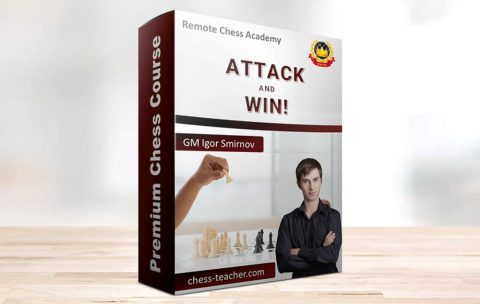 Remote Chess Academy
ATTACK
AND
WIN!
GM Igor Smirnov
chess-teacher.com
Premium Chess Course